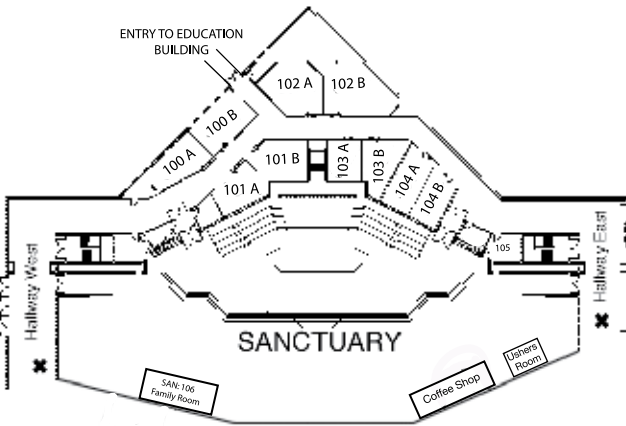 ENTRY TO EDUCATION
BUILDING
102 A
102 B
100 B
100 A
101 B
103 A
103 B
101 A
104 A
104 B
105
Hallway West
Hallway East
SANCTUARY
Ushers
Room
SAN: 106
Family Room
Coffee Shop